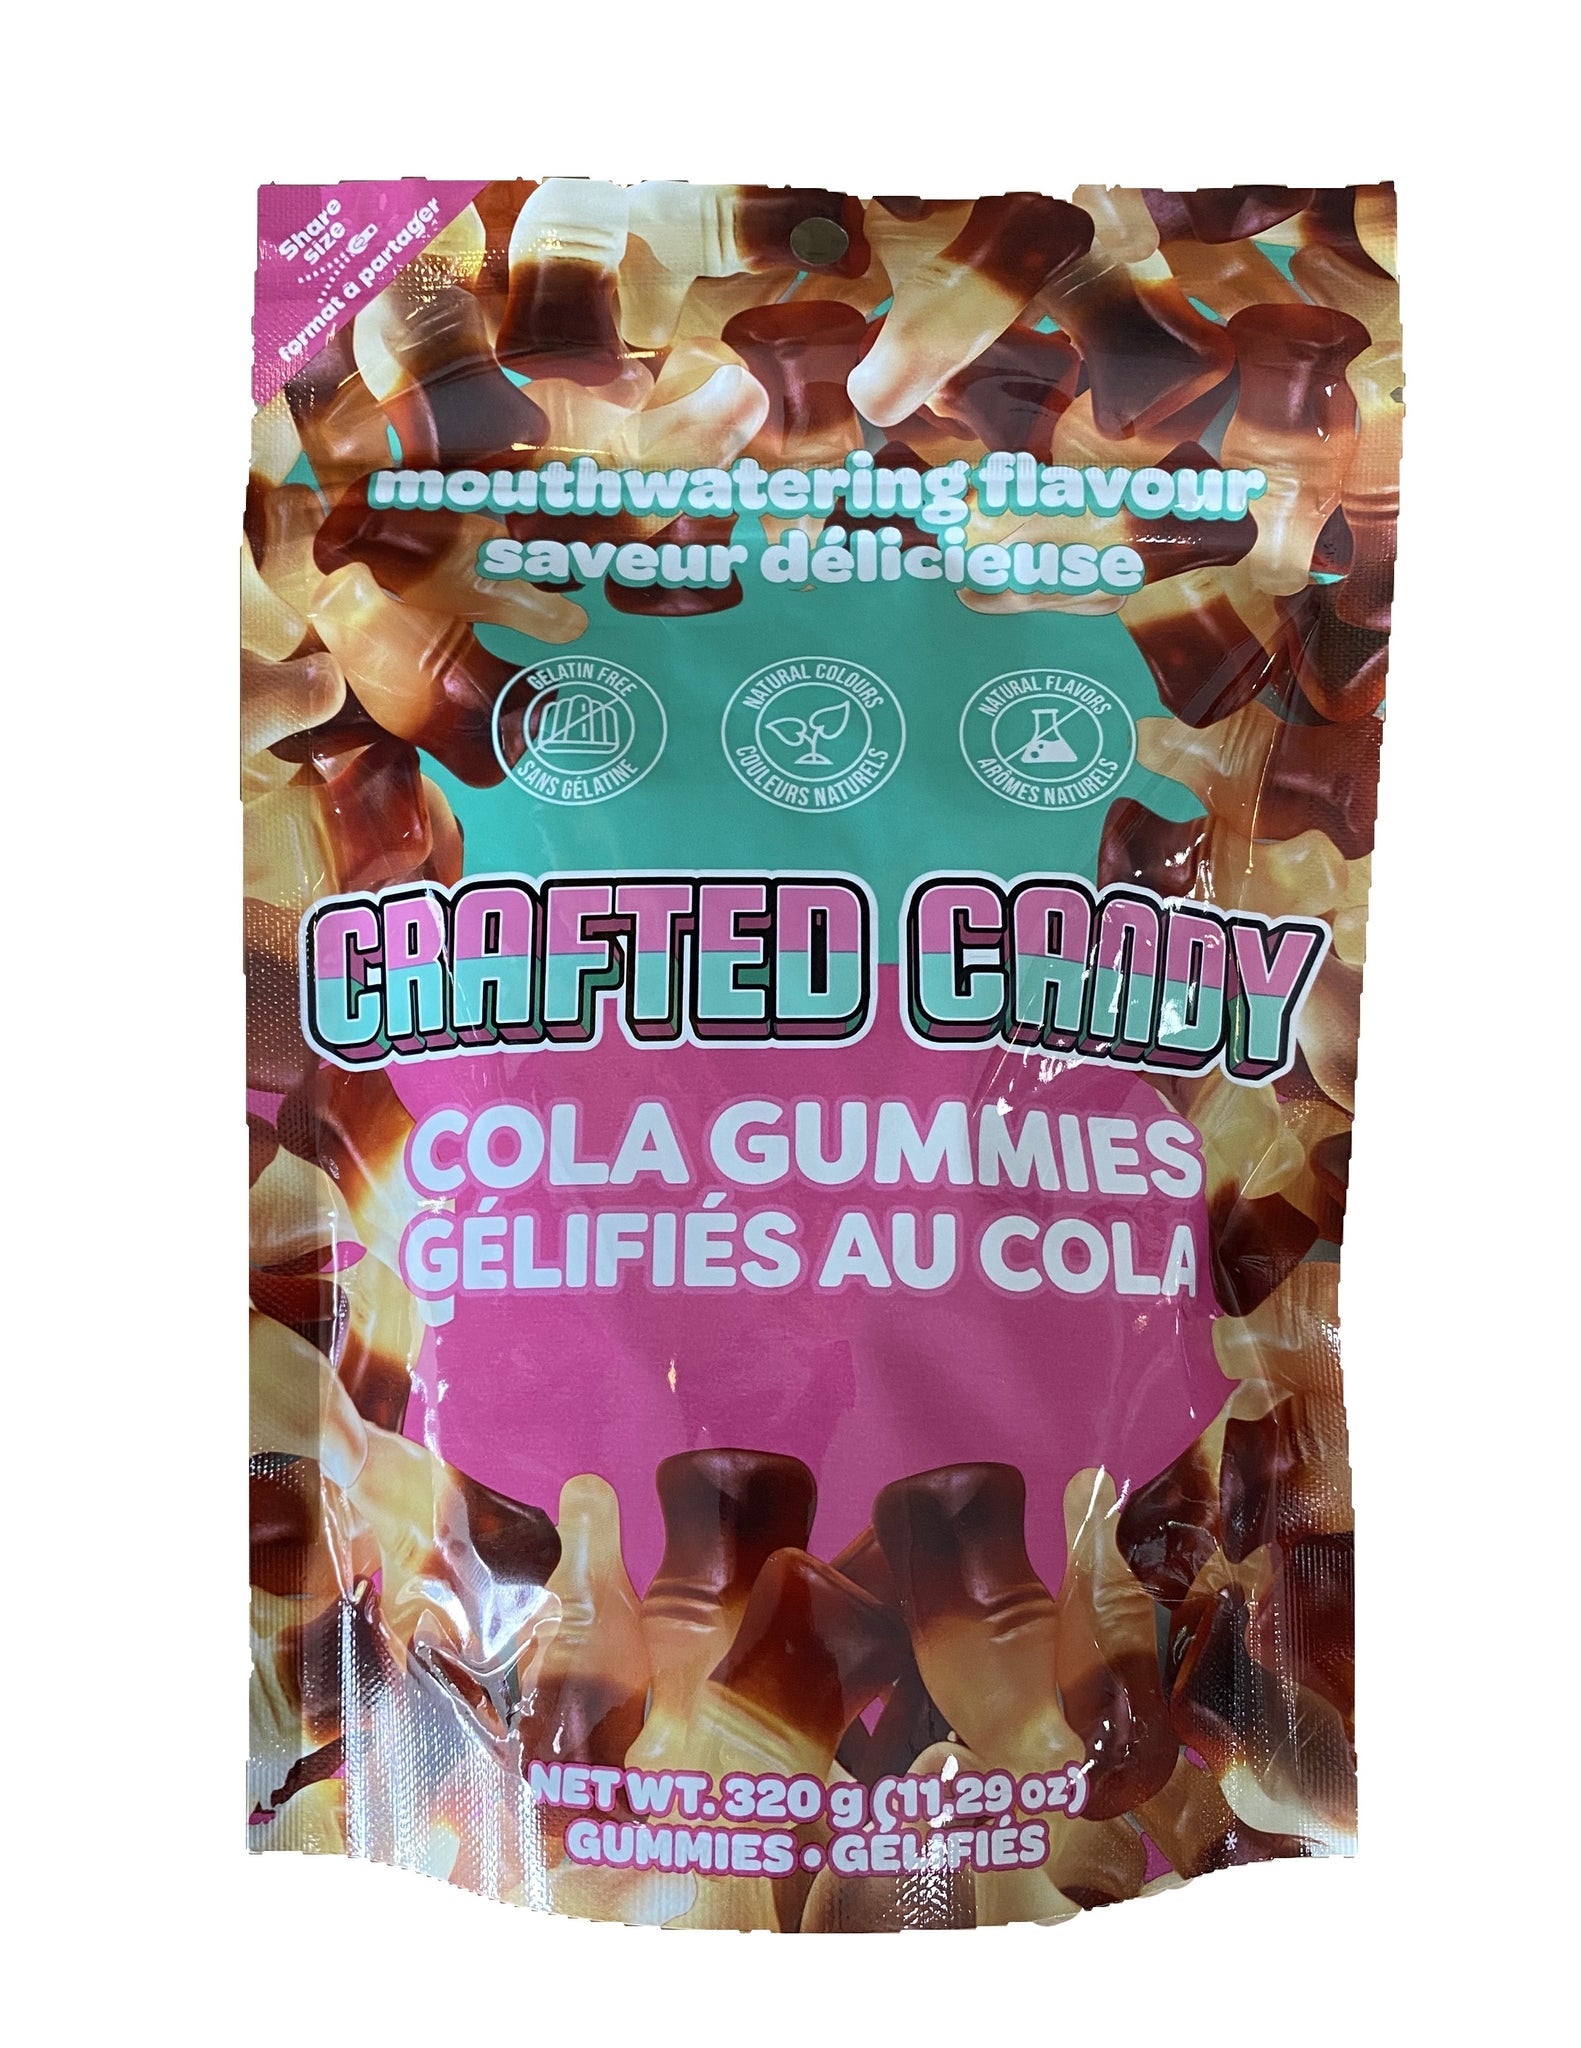 Share
size
format à partager
mouthwatering flavour
saveur délicieuse
GELATIN FREE
SANS GÉLATINE
NATURAL COLOURS
COULEURS NATURELS
NATURAL FLAVORS
ARÔMES NATURELS
CRAFTED CANDY
COLA GUMMIES
GÉLIFIÉS AU COLA
NET WT. 320 g (11,29 oz)
GUMMIES • GÉLIFIÉS
*